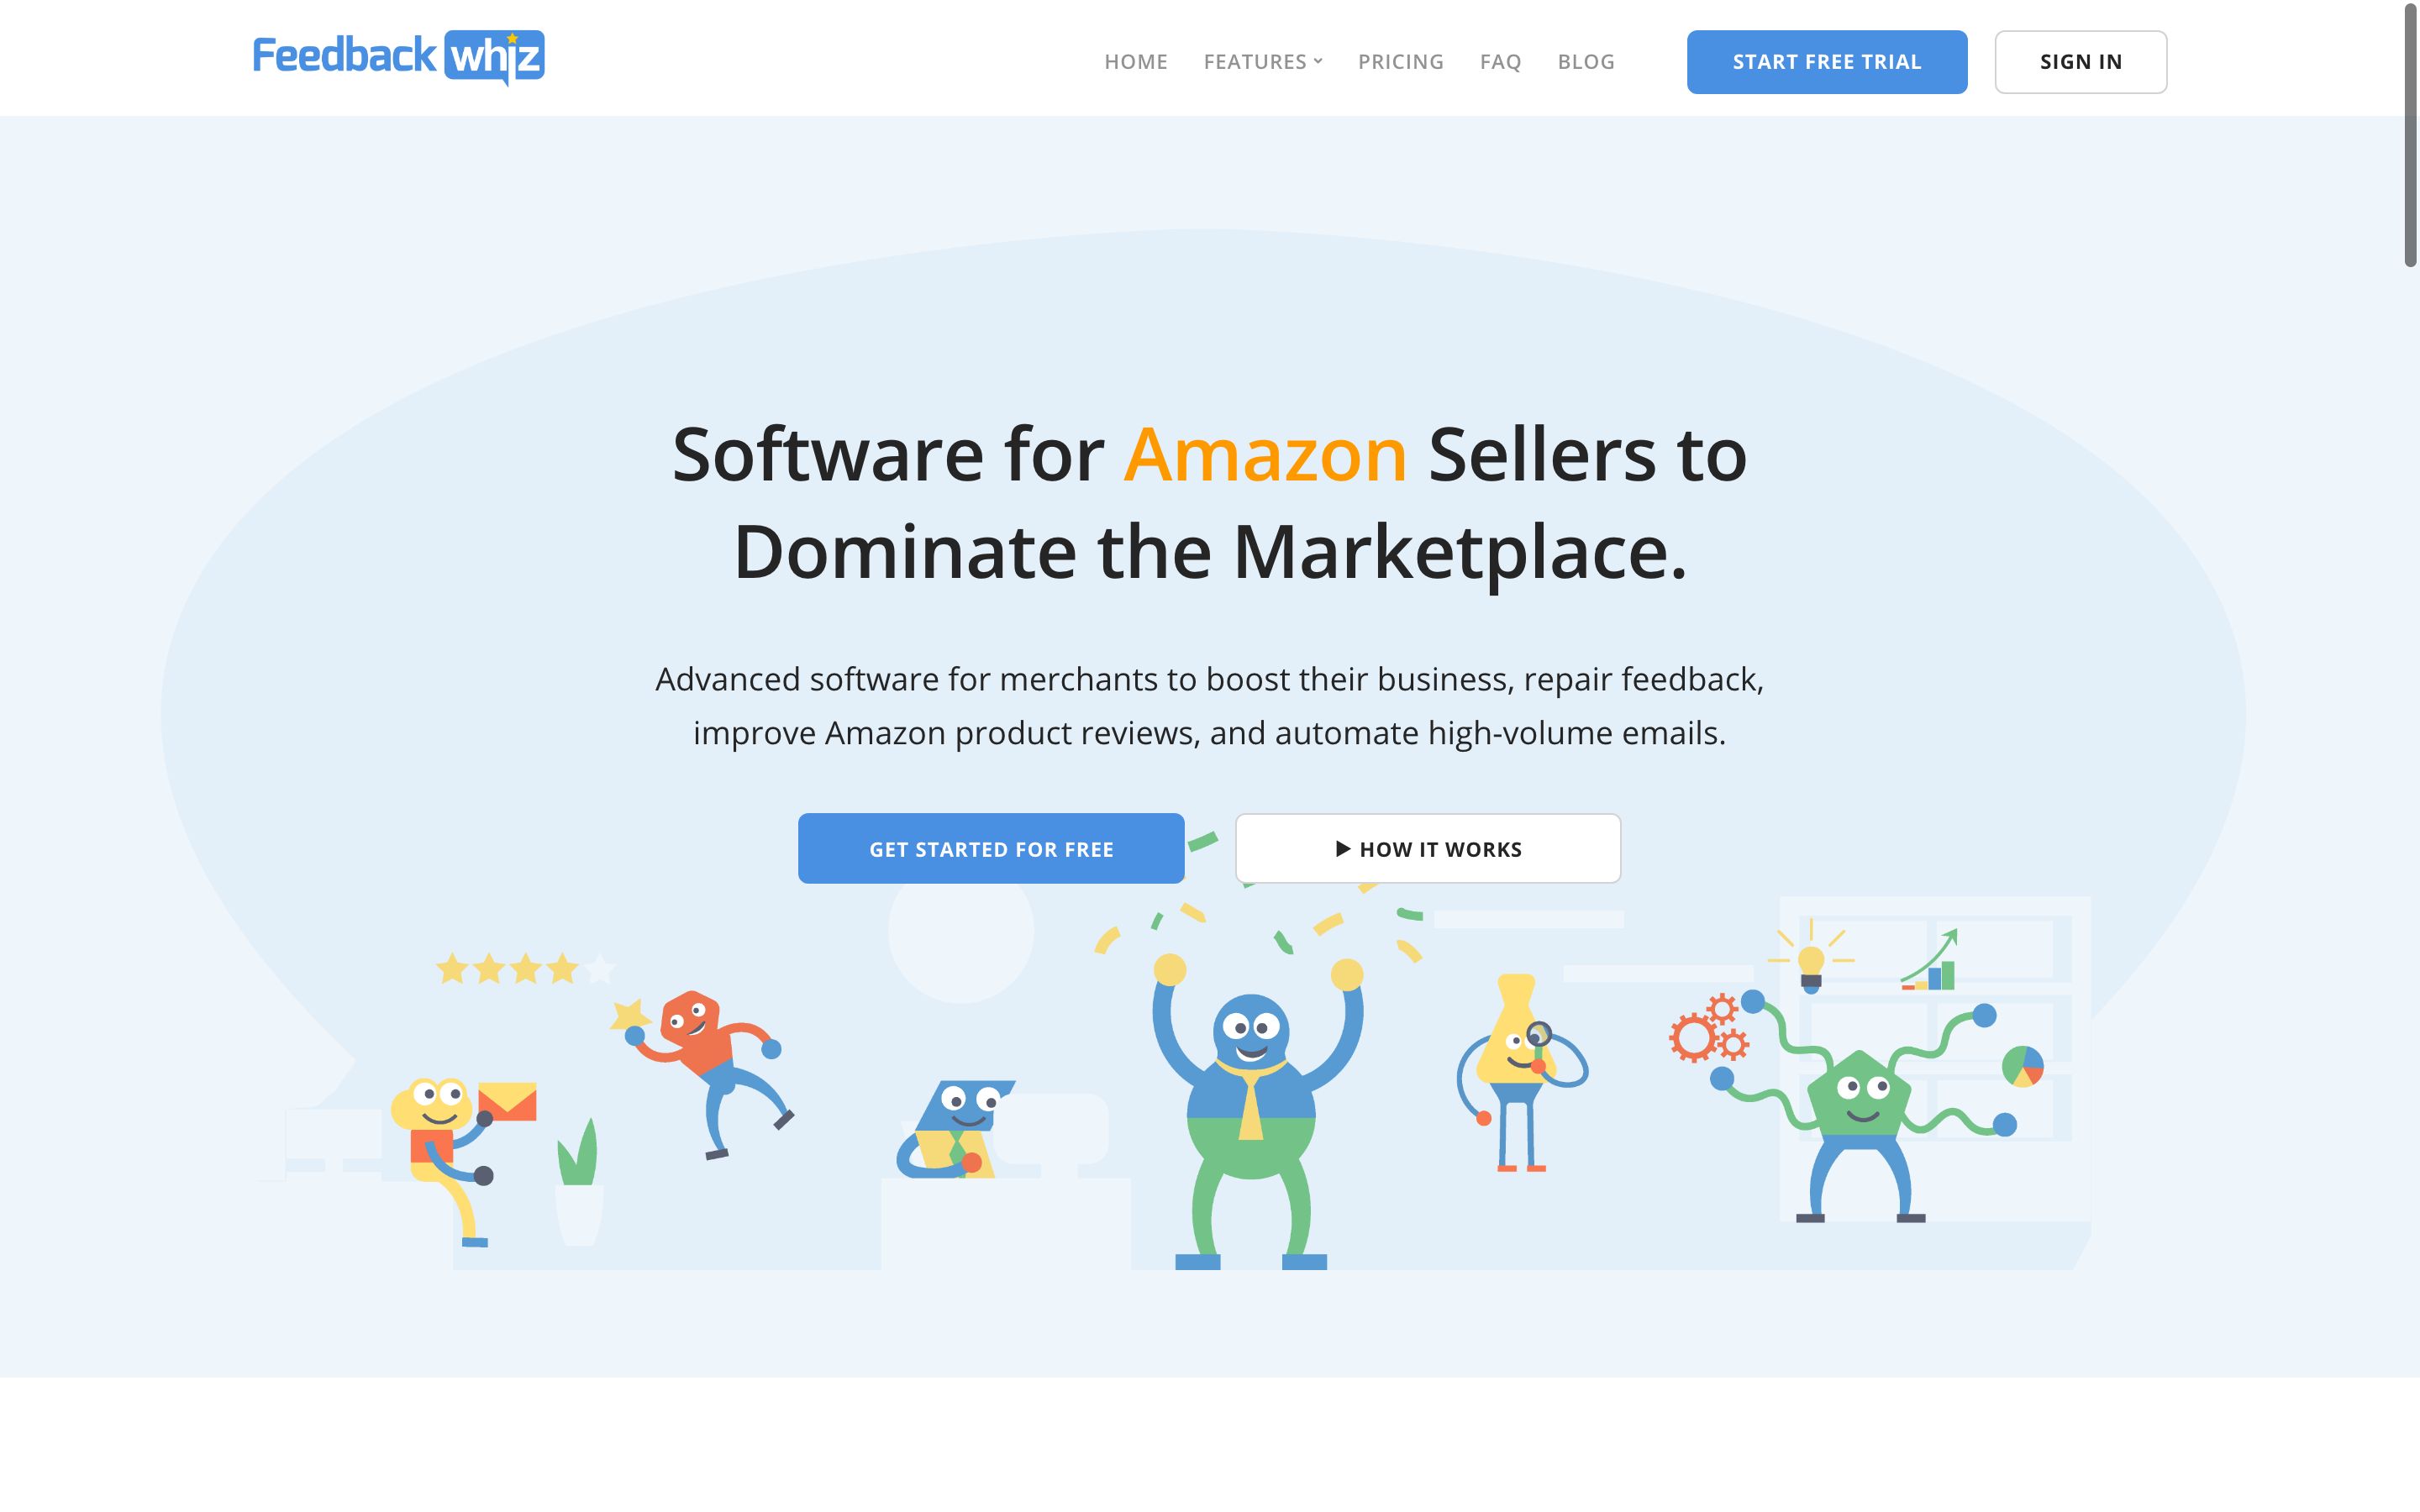 Feedback whiz
HOME FEATURES PRICING FAQ BLOG START FREE TRIAL SIGN IN
Software for Amazon Sellers to
Dominate the Marketplace.
Advanced software for merchants to boost their business, repair feedback,
improve Amazon product reviews, and automate high-volume emails.
GET STARTED FOR FREE HOW IT WORKS